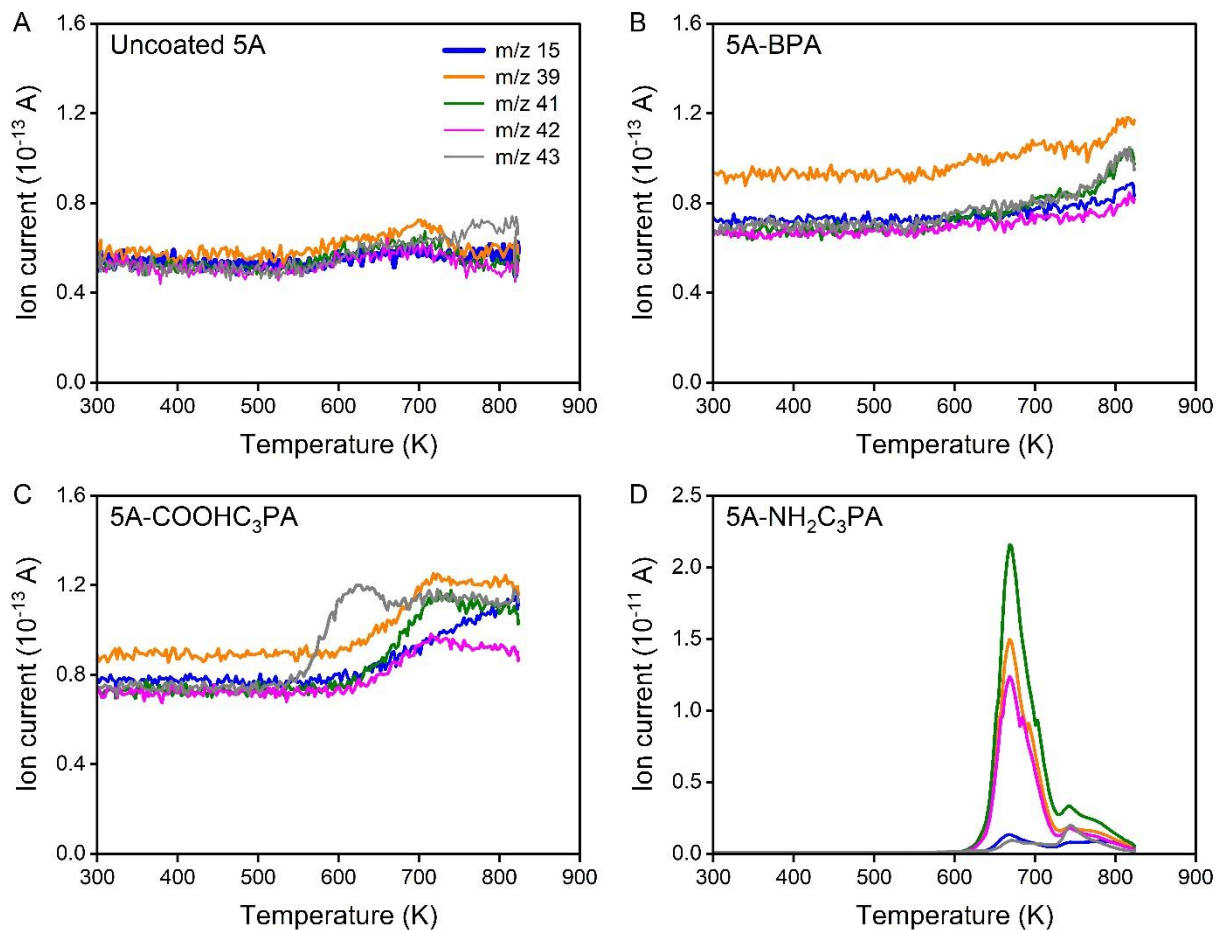 A
Uncoated 5A
m/z 15
m/z 39
m/z 41
m/z 42
m/z 43
Ion current (10⁻¹³ A)
1.6
1.2
0.8
0.4
0.0
300 400 500 600 700 800 900
Temperature (K)
B
5A-BPA
Ion current (10⁻¹³ A)
1.6
1.2
0.8
0.4
0.0
300 400 500 600 700 800 900
Temperature (K)
C
5A-COOHC₃PA
Ion current (10⁻¹³ A)
1.6
1.2
0.8
0.4
0.0
300 400 500 600 700 800 900
Temperature (K)
D
5A-NH₂C₃PA
Ion current (10⁻¹¹ A)
2.5
2.0
1.5
1.0
0.5
0.0
300 400 500 600 700 800 900
Temperature (K)